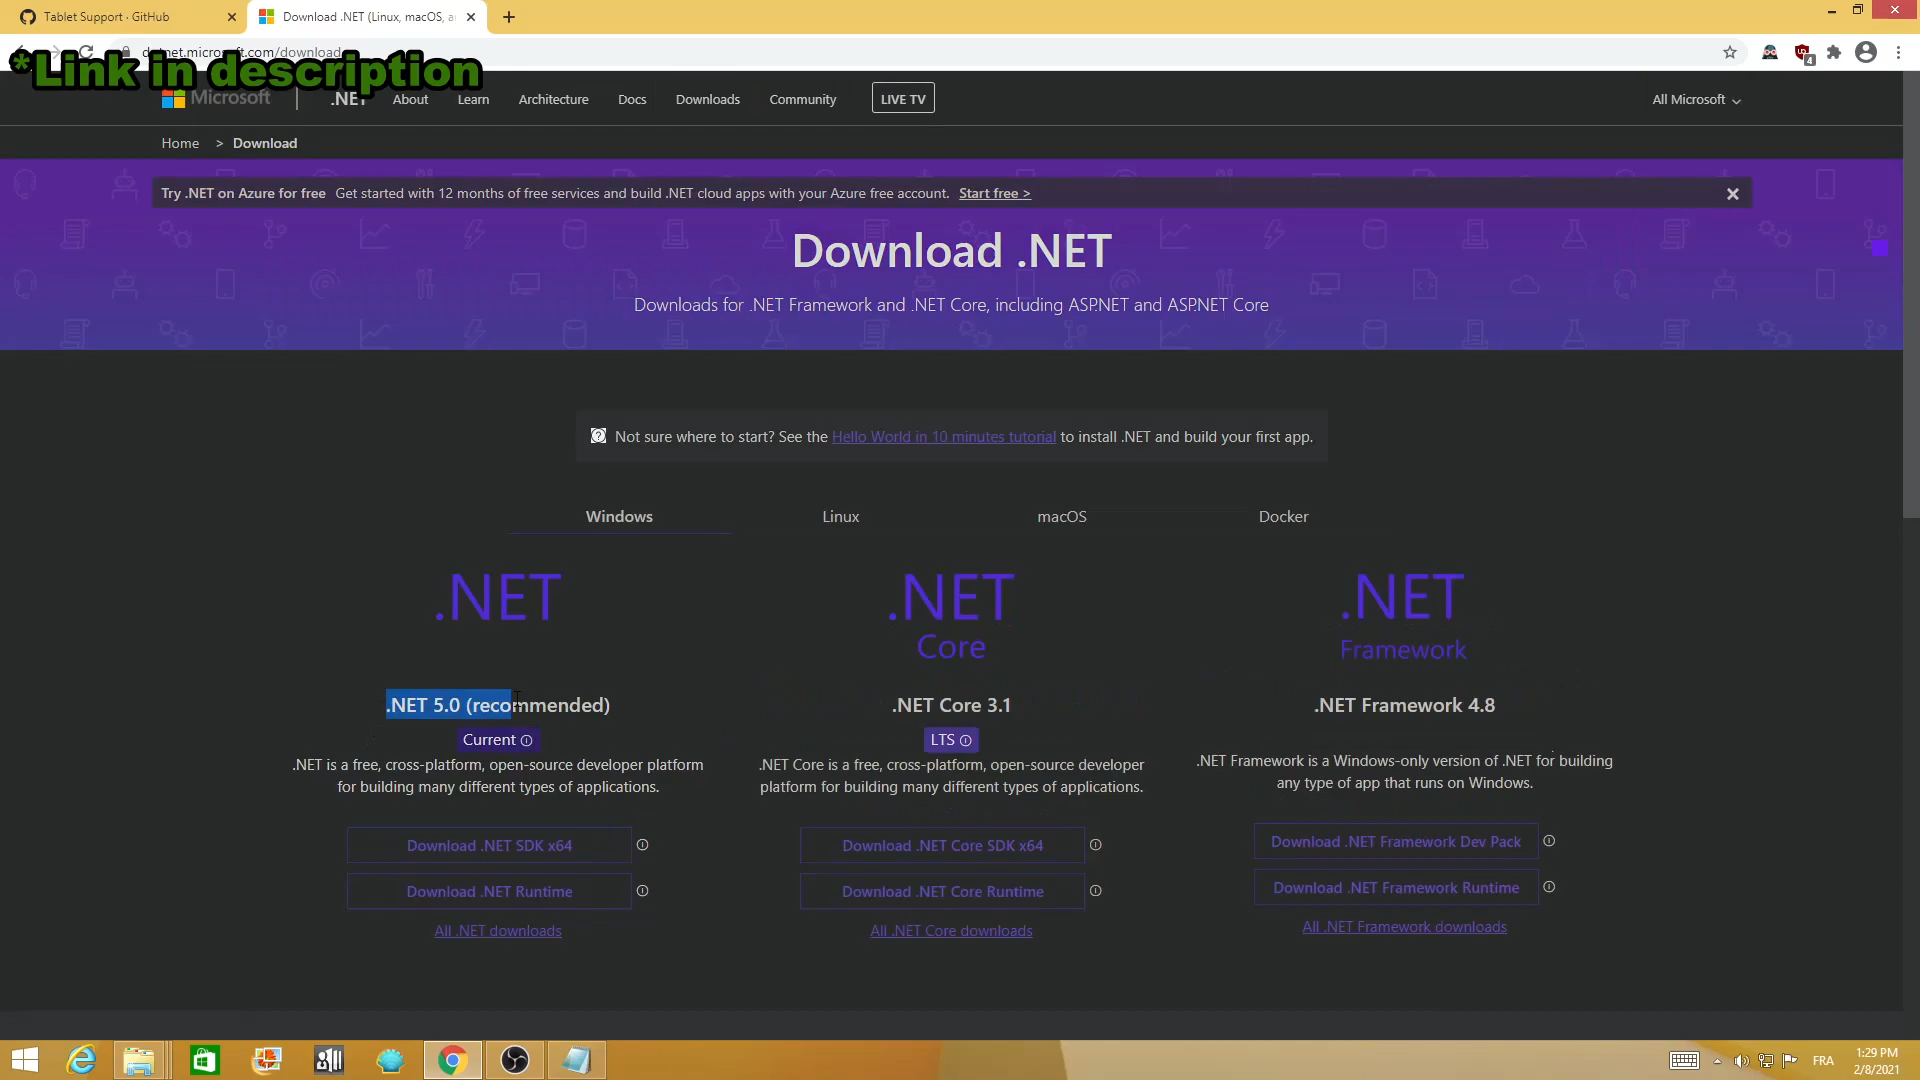 Tablet Support · GitHub
Download .NET (Linux, macOS, a
dotnet.microsoft.com/download
4
*Link in description
Microsoft
.NET
About
Learn
Architecture
Docs
Downloads
Community
LIVE TV
All Microsoft
Home > Download
Try .NET on Azure for free Get started with 12 months of free services and build .NET cloud apps with your Azure free account. Start free >
Download .NET
Downloads for .NET Framework and .NET Core, including ASP.NET and ASP.NET Core
Not sure where to start? See the Hello World in 10 minutes tutorial to install .NET and build your first app.
Windows
Linux
macOS
Docker
.NET
.NET 5.0 (recommended)
Current
.NET is a free, cross-platform, open-source developer platform
for building many different types of applications.
Download .NET SDK x64
Download .NET Runtime
All .NET downloads
.NET
Core
.NET Core 3.1
LTS
.NET Core is a free, cross-platform, open-source developer
platform for building many different types of applications.
Download .NET Core SDK x64
Download .NET Core Runtime
All .NET Core downloads
.NET
Framework
.NET Framework 4.8
.NET Framework is a Windows-only version of .NET for building
any type of app that runs on Windows.
Download .NET Framework Dev Pack
Download .NET Framework Runtime
All .NET Framework downloads
FRA
1:29 PM
2/8/2021